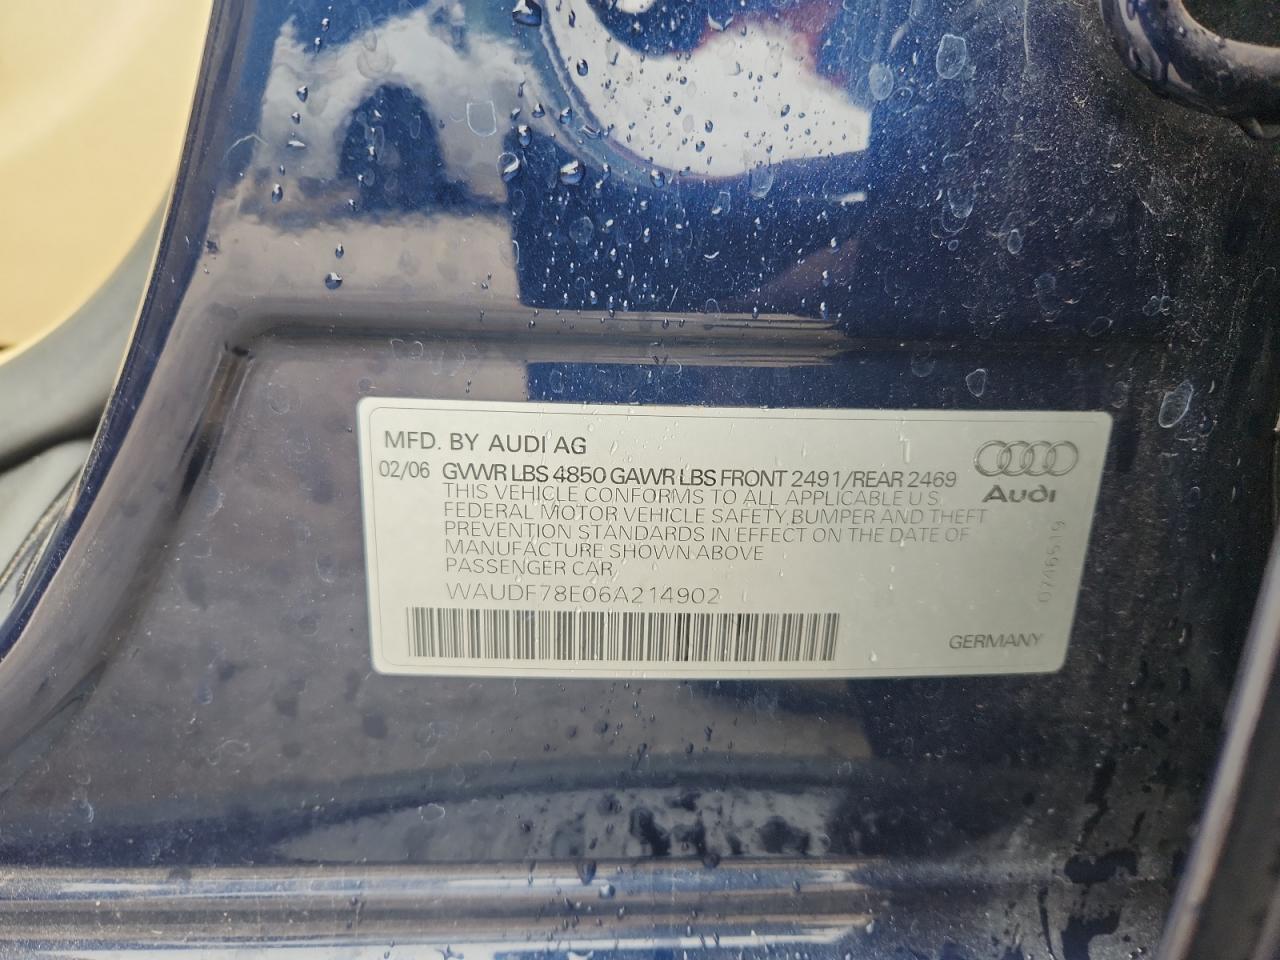 MFD. BY AUDI AG
02/06 GVWR LBS 4850 GAWR LBS FRONT 2491/REAR 2469
THIS VEHICLE CONFORMS TO ALL APPLICABLE U S
FEDERAL MOTOR VEHICLE SAFETY, BUMPER AND THEFT
PREVENTION STANDARDS IN EFFECT ON THE DATE OF
MANUFACTURE SHOWN ABOVE
PASSENGER CAR
WAUDF78E06A214902
Audi
0746519
GERMANY